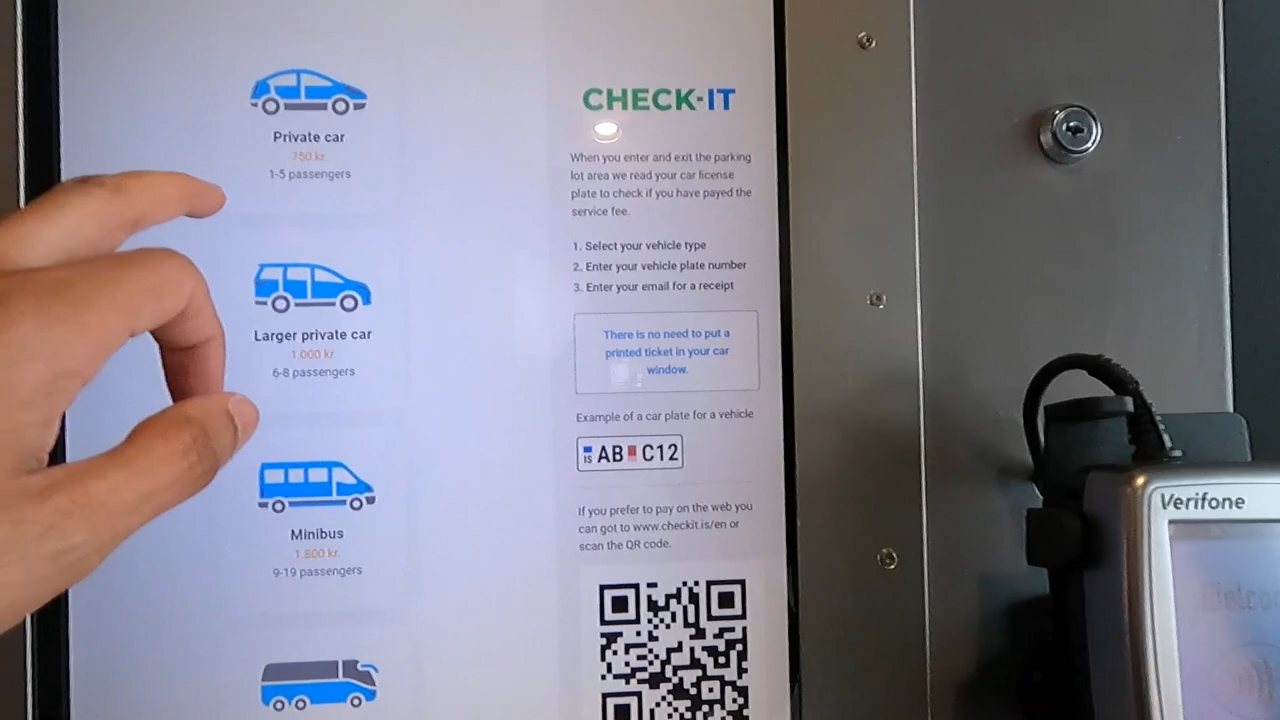 Private car
750 kr.
1-5 passengers
Larger private car
1.000 kr.
6-8 passengers
Minibus
1.800 kr.
9-19 passengers
CHECK-IT
When you enter and exit the parking
lot area we read your car license
plate to check if you have payed the
service fee.
1. Select your vehicle type
2. Enter your vehicle plate number
3. Enter your email for a receipt
There is no need to put a
printed ticket in your car
window.
Example of a car plate for a vehicle
IS AB C12
If you prefer to pay on the web you
can got to www.checkit.is/en or
scan the QR code.
Verifone